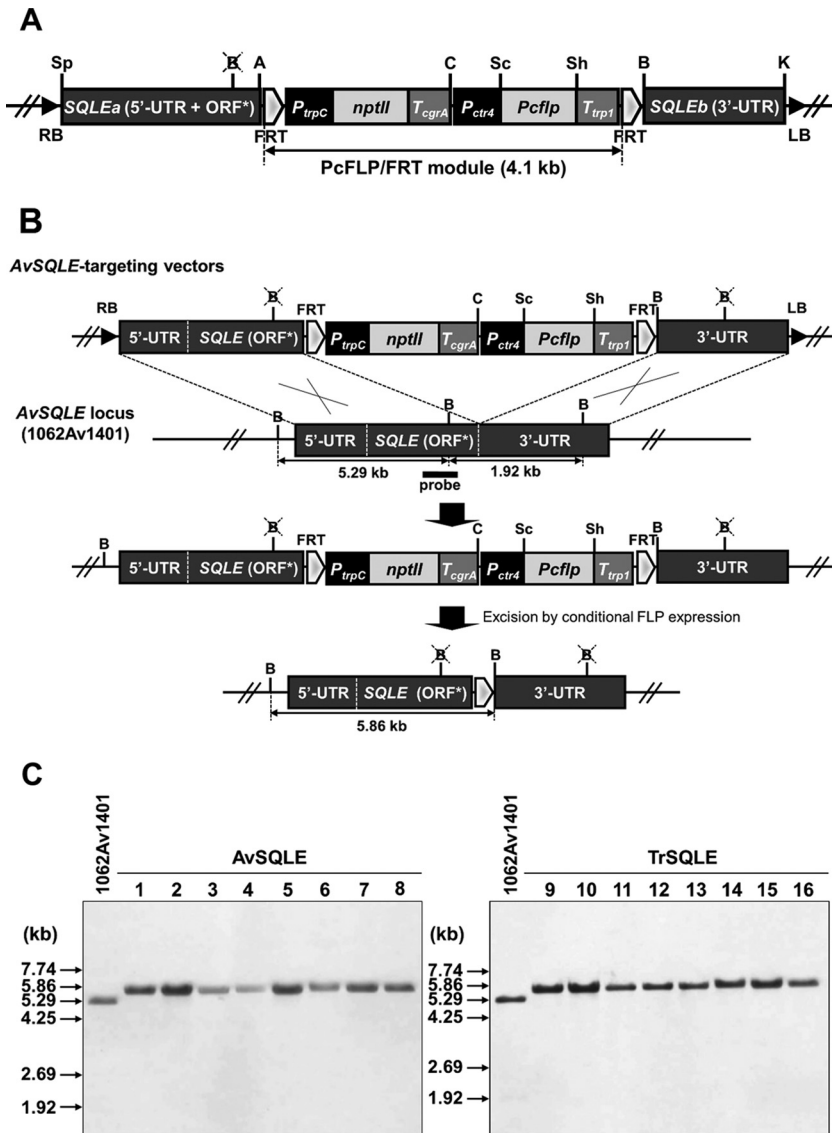 A
Sp B A C Sc Sh B K
SQLEa (5'-UTR + ORF*) PtrpC nptII TcgrA Pctr4 Pcflp Ttrp1 SQLEb (3'-UTR)
RB FRT FRT LB
PcFLP/FRT module (4.1 kb)
B
AvSQLE-targeting vectors
RB B FRT C Sc Sh FRT B B LB
5'-UTR SQLE (ORF*) PtrpC nptII TcgrA Pctr4 Pcflp Ttrp1 3'-UTR
AvSQLE locus
(1062Av1401)
B B B
5'-UTR SQLE (ORF*) 3'-UTR
5.29 kb 1.92 kb
probe
B B FRT C Sc Sh FRT B B
5'-UTR SQLE (ORF*) PtrpC nptII TcgrA Pctr4 Pcflp Ttrp1 3'-UTR
Excision by conditional FLP expression
B B B B
5'-UTR SQLE (ORF*) 3'-UTR
5.86 kb
C
1062Av1401
AvSQLE
1 2 3 4 5 6 7 8
(kb)
7.74
5.86
5.29
4.25
2.69
1.92
1062Av1401
TrSQLE
9 10 11 12 13 14 15 16
(kb)
7.74
5.86
5.29
4.25
2.69
1.92